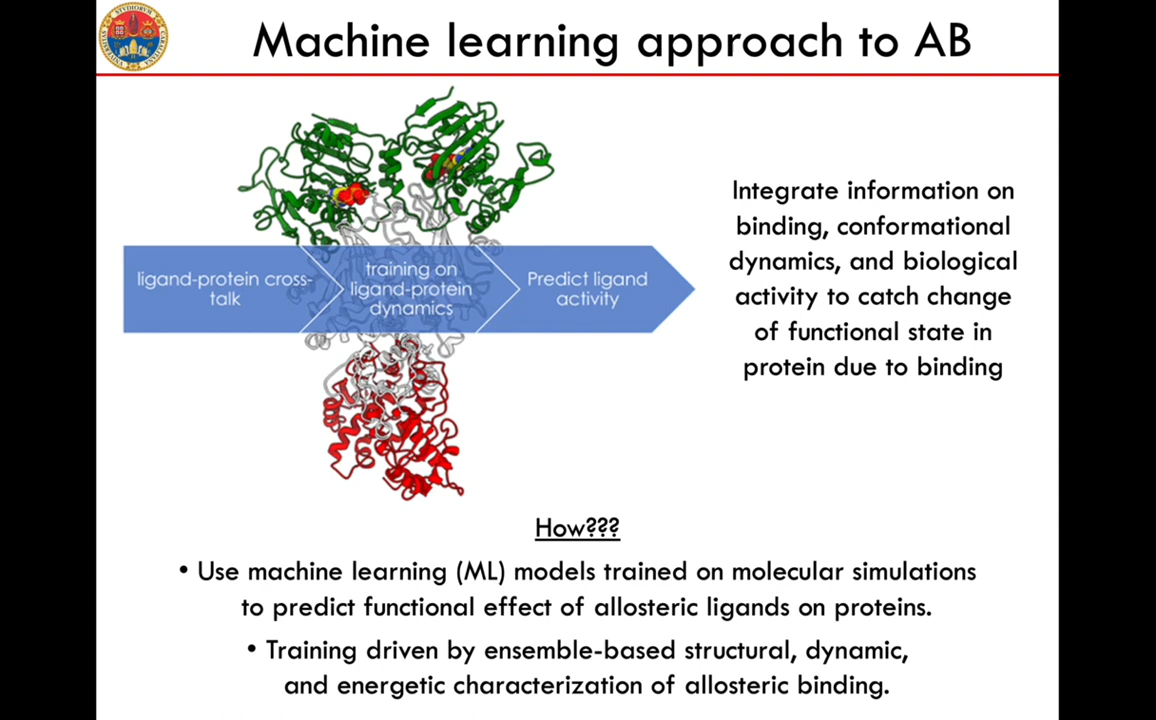 Machine learning approach to AB
ligand-protein cross-
talk
training on
ligand-protein
dynamics
Predict ligand
activity
Integrate information on
binding, conformational
dynamics, and biological
activity to catch change
of functional state in
protein due to binding
How???
• Use machine learning (ML) models trained on molecular simulations
to predict functional effect of allosteric ligands on proteins.
• Training driven by ensemble-based structural, dynamic,
and energetic characterization of allosteric binding.